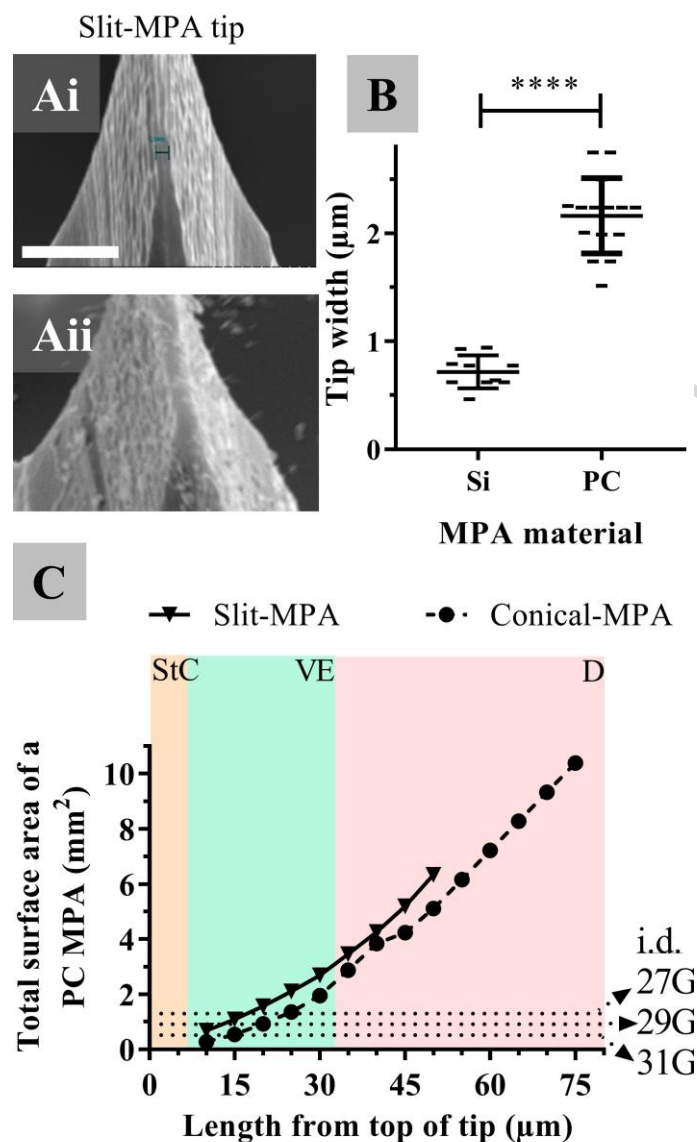 Slit-MPA tip
Ai
Aii
B
****
Tip width (µm)
2
1
0
Si PC
MPA material
C
Slit-MPA Conical-MPA
StC VE D
Total surface area of a
PC MPA (mm²)
10
8
6
4
2
0
0 15 30 45 60 75
Length from top of tip (µm)
i.d.
27G
29G
31G